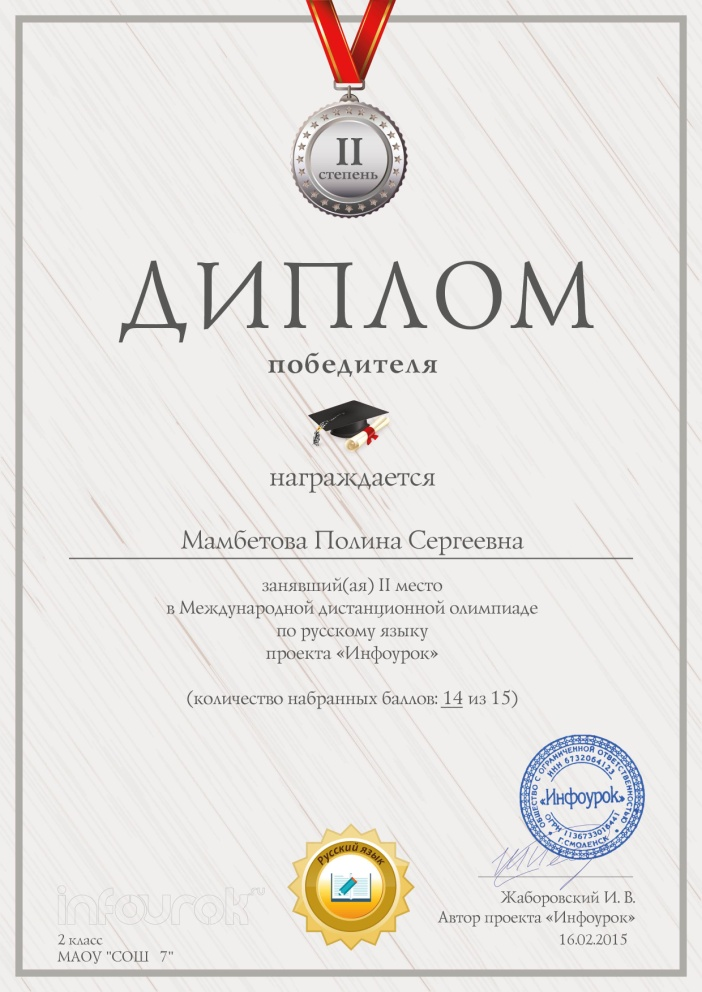 II
степень
ДИПЛОМ
победителя
награждается
Мамбетова Полина Сергеевна
занявший(ая) II место
в Международной дистанционной олимпиаде
по русскому языку
проекта «Инфоурок»
(количество набранных баллов: 14 из 15)
ОБЩЕСТВО С ОГРАНИЧЕННОЙ ОТВЕТСТВЕННОСТЬЮ
ИНН 6732064123
«Инфоурок»
ОГРН 1136733016441
Г.СМОЛЕНСК
Русский язык
infourok
Жаборовский И. В.
Автор проекта «Инфоурок»
16.02.2015
2 класс
МАОУ "СОШ 7"